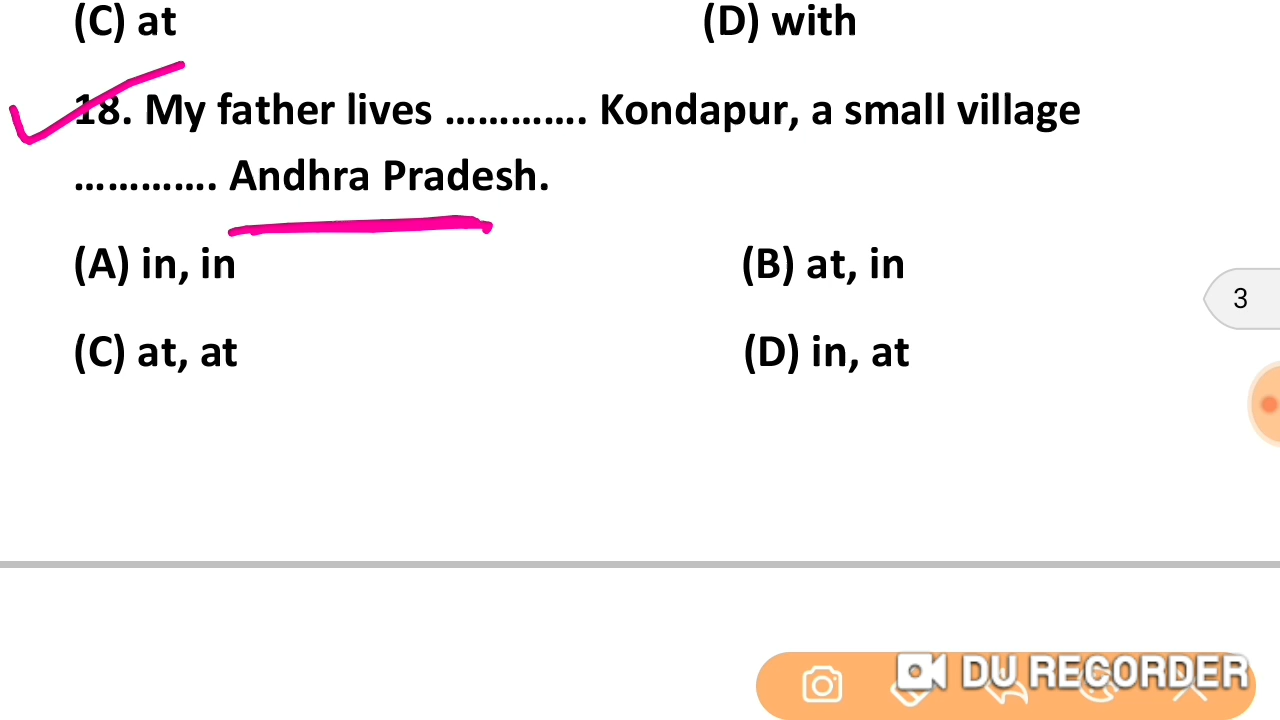 (C) at (D) with
18. My father lives …………. Kondapur, a small village
…………. Andhra Pradesh.
(A) in, in (B) at, in
3
(C) at, at (D) in, at
DU RECORDER